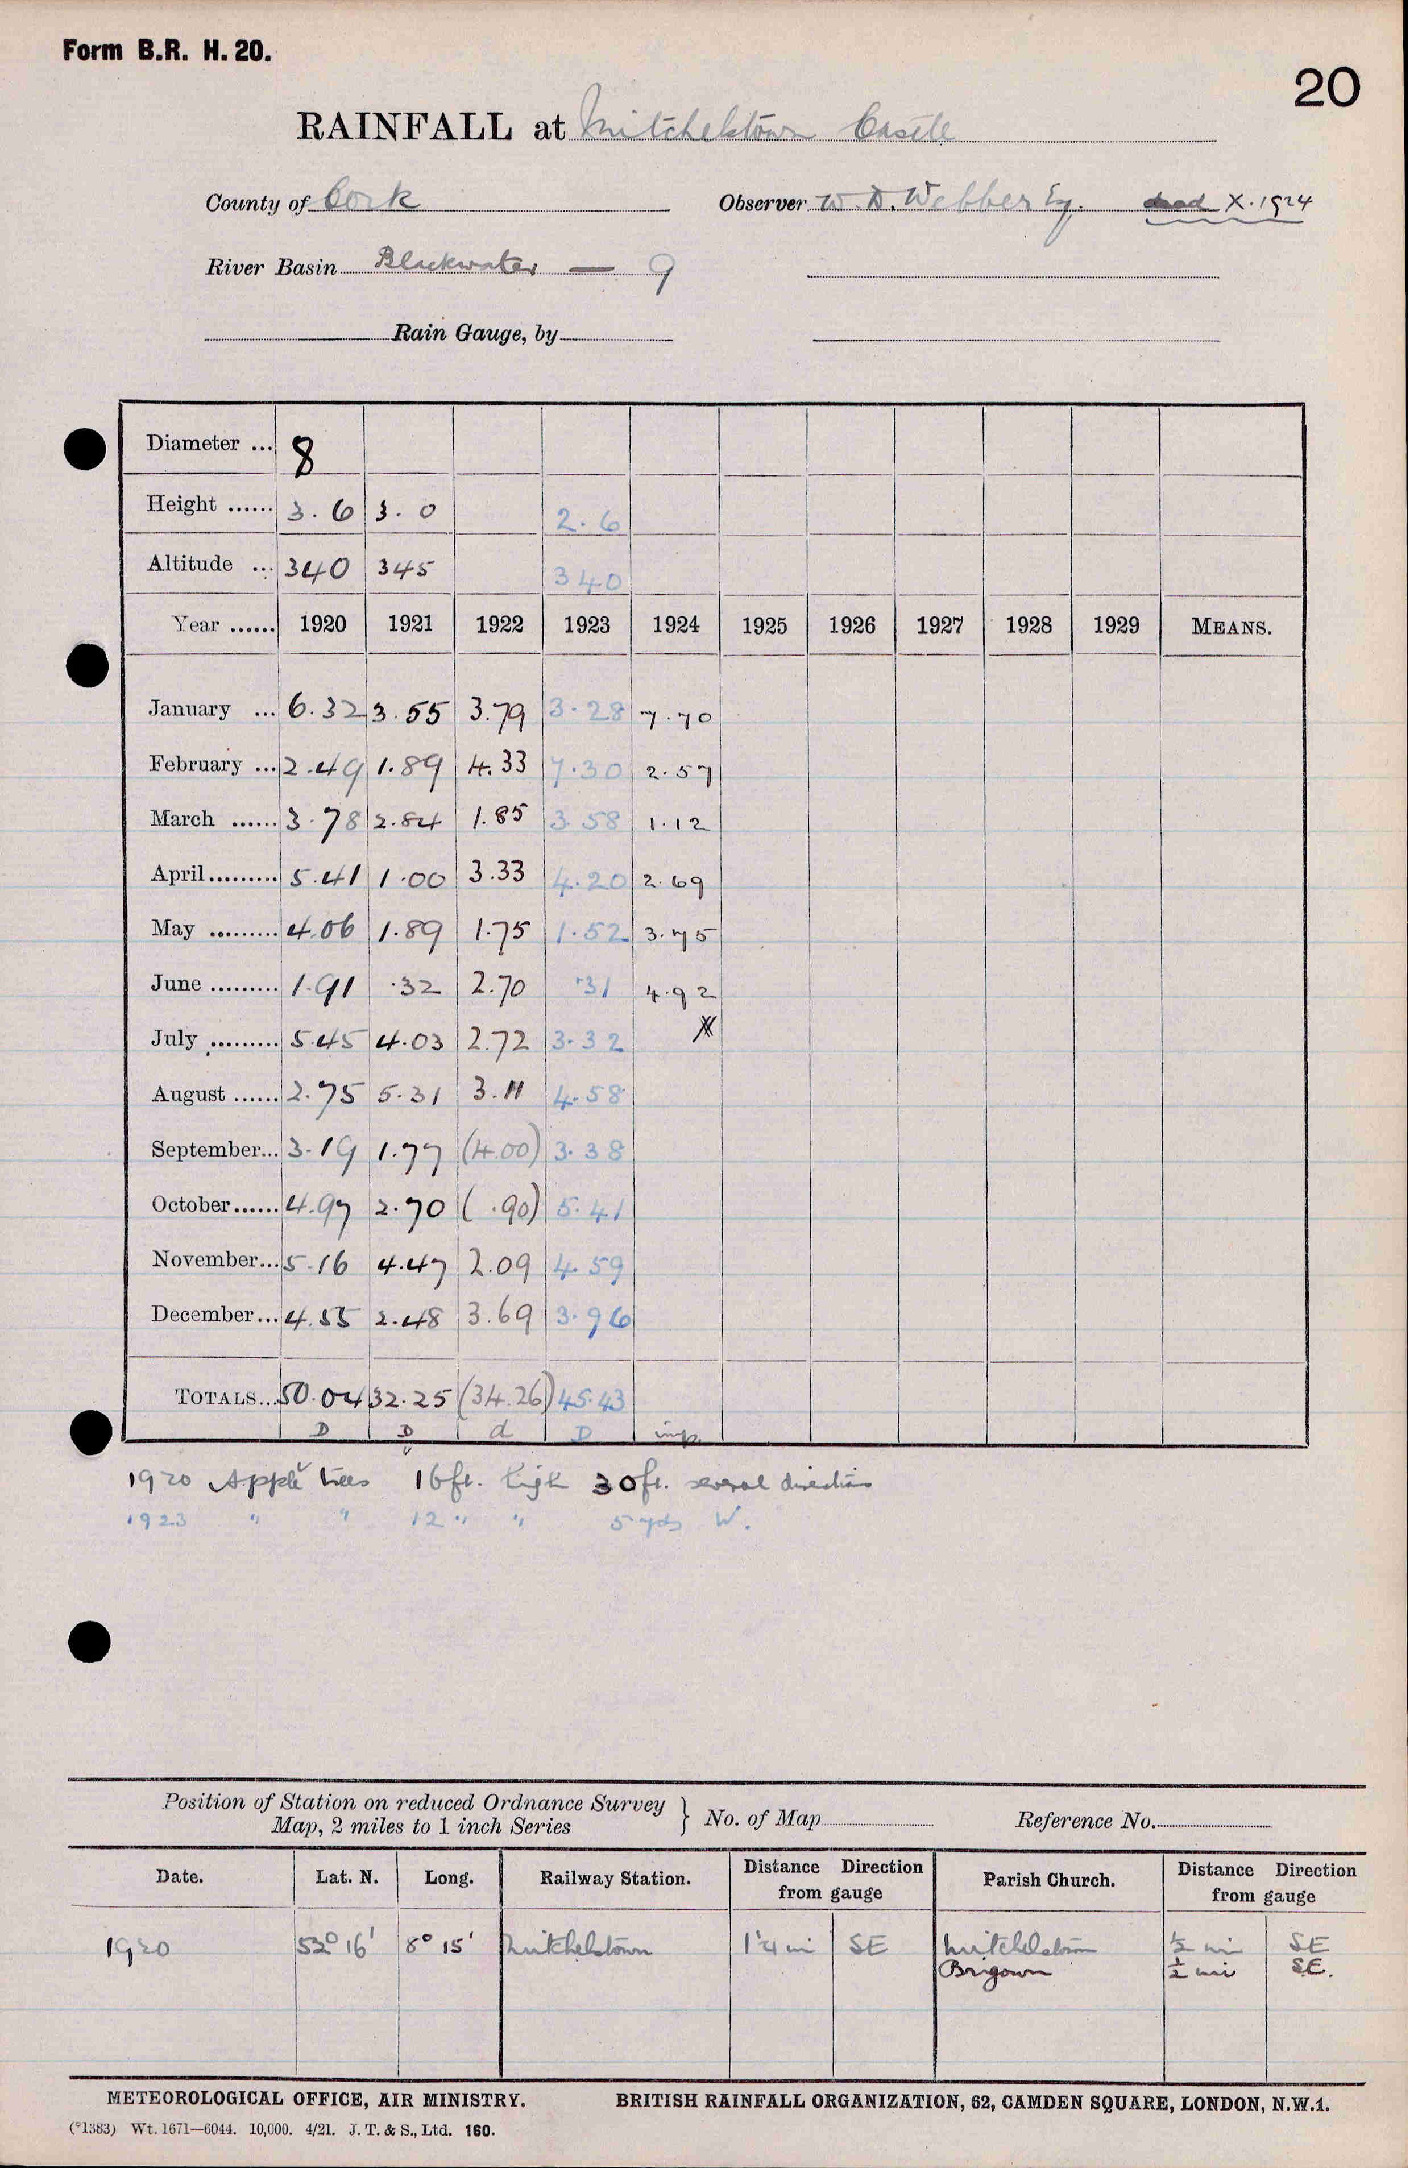 Form B.R. H. 20.
20
RAINFALL at Mitchelstown Castle
County of Cork Observer W. D. Webber Esq. dead X.1924
River Basin Blackwater — 9
Rain Gauge, by
Diameter ... 8
Height ...... 3.6 3.0 2.6
Altitude ... 340 345 340
Year ...... 1920 1921 1922 1923 1924 1925 1926 1927 1928 1929 MEANS.
January ... 6.32 3.55 3.79 3.28 7.70
February ... 2.49 1.89 4.33 7.30 2.57
March ...... 3.78 2.84 1.85 3.58 1.12
April......... 5.41 1.00 3.33 4.20 2.69
May ......... 4.06 1.89 1.75 1.52 3.75
June ......... 1.91 .32 2.70 .31 4.92
July ......... 5.45 4.03 2.72 3.32
August ...... 2.75 5.31 3.11 4.58
September... 3.19 1.77 (4.00) 3.38
October...... 4.97 2.70 ( .90) 5.41
November... 5.16 4.47 2.09 4.59
December... 4.55 2.48 3.69 3.96
TOTALS... 50.04 32.25 (34.26) 45.43
D D d D imp.
1920 Apple trees 16ft. high 30ft. several directions
1923 " " 12 " " 5 yds W.
Position of Station on reduced Ordnance Survey
Map, 2 miles to 1 inch Series } No. of Map Reference No.
Date. Lat. N. Long. Railway Station. Distance Direction from gauge Parish Church. Distance Direction from gauge
1920 52° 16' 8° 15' Mitchelstown 1¼ mi SE Mitchelstown ½ mi SE
Brigown ½ mi SE.
METEOROLOGICAL OFFICE, AIR MINISTRY. BRITISH RAINFALL ORGANIZATION, 62, CAMDEN SQUARE, LONDON, N.W.1.
(*1383) Wt. 1671—6044. 10,000. 4/21. J. T. & S., Ltd. 160.